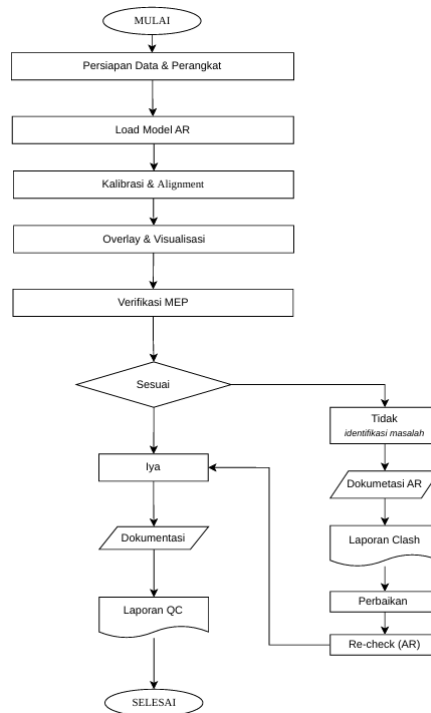 MULAI
Persiapan Data & Perangkat
Load Model AR
Kalibrasi & Alignment
Overlay & Visualisasi
Verifikasi MEP
Sesuai
Tidak
identifikasi masalah
Iya
Dokumetasi AR
Dokumentasi
Laporan Clash
Laporan QC
Perbaikan
Re-check (AR)
SELESAI